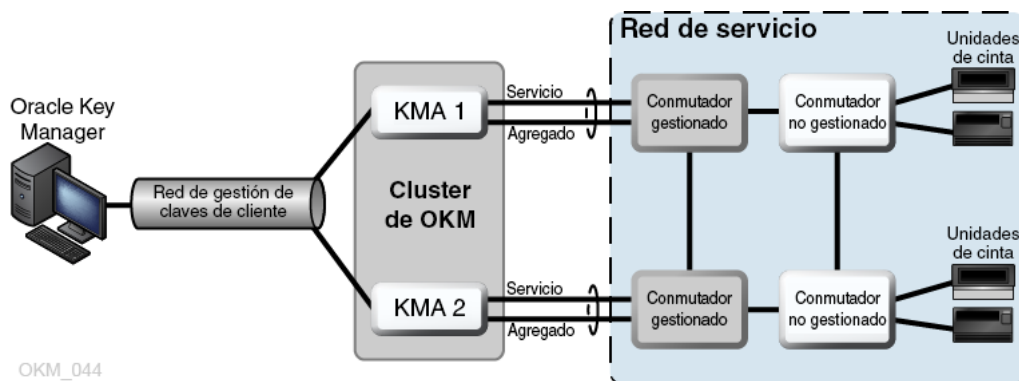 Red de servicio
Unidades
de cinta
Oracle Key
Manager
Red de gestión de
claves de cliente
KMA 1
Servicio
Agregado
Conmutador
gestionado
Conmutador
no gestionado
Cluster
de OKM
Unidades
de cinta
KMA 2
Servicio
Agregado
Conmutador
gestionado
Conmutador
no gestionado
OKM_044